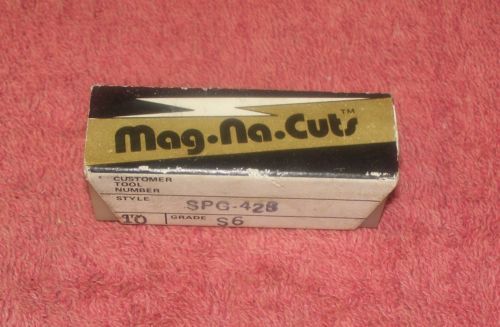 Mag•Na•Cuts™
CUSTOMER
TOOL
NUMBER
STYLE SPG-428
10 GRADE S6